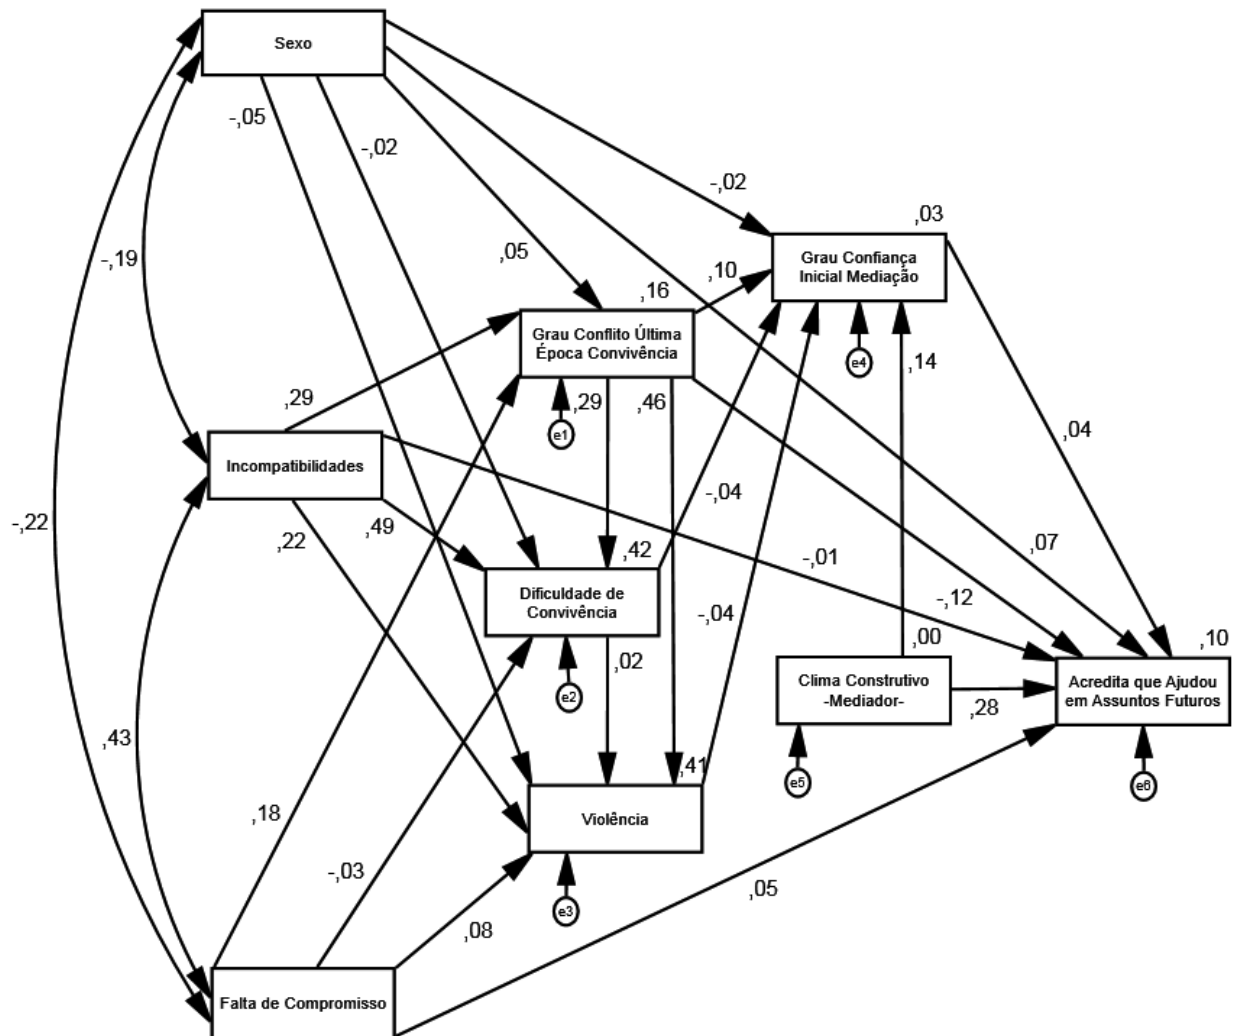 Sexo
-,05
-,02
-,02
,03
-,19
,05
,16
,10
Grau Confiança
Inicial Mediação
Grau Conflito Última
Época Convivência
e4
,14
,29
,29
,46
e1
,04
Incompatibilidades
-,04
-,22
,49
,22
,42
-,01
,07
Dificuldade de
Convivência
-,12
-,04
,00
,10
,02
Clima Construtivo
-Mediador-
Acredita que Ajudou
em Assuntos Futuros
e2
,28
,43
,41
e5
e6
,18
Violência
-,03
,05
e3
,08
Falta de Compromisso